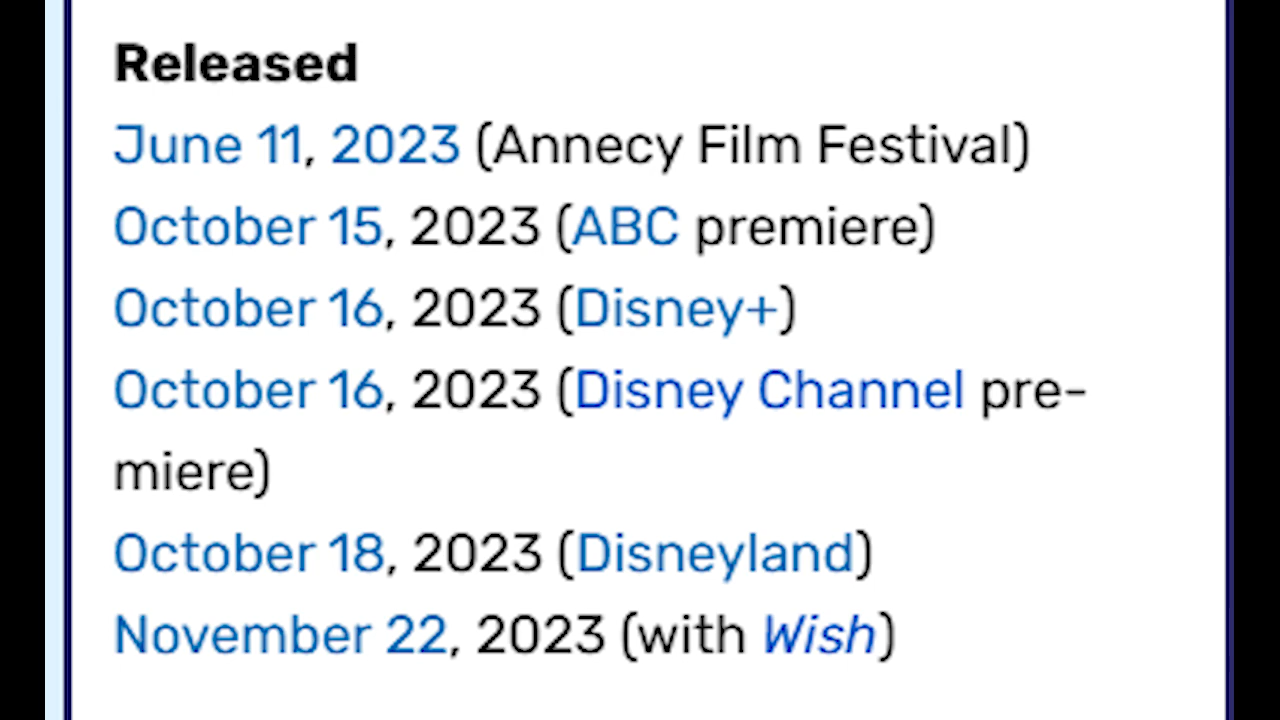 Released
June 11, 2023 (Annecy Film Festival)
October 15, 2023 (ABC premiere)
October 16, 2023 (Disney+)
October 16, 2023 (Disney Channel pre-
miere)
October 18, 2023 (Disneyland)
November 22, 2023 (with Wish)